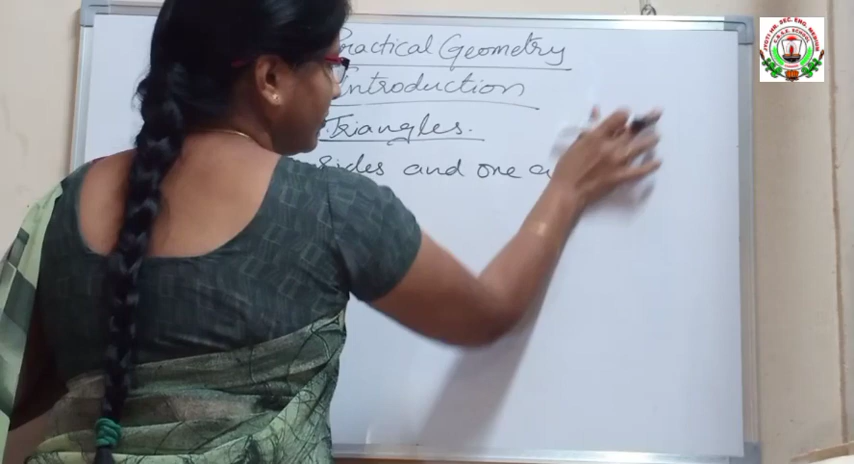 Practical Geometry
Introduction
Triangles.
sides and one